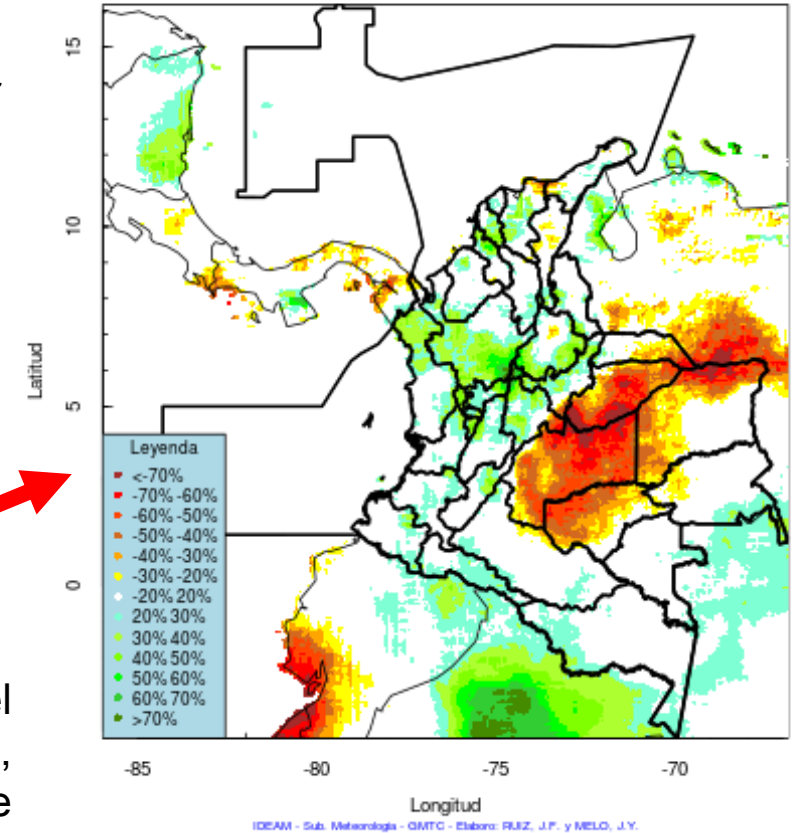 15
10
5
0
Latitud
Leyenda
<-70%
-70% -60%
-60% -50%
-50% -40%
-40% -30%
-30% -20%
-20% 20%
20% 30%
30% 40%
40% 50%
50% 60%
60% 70%
>70%
el
,
e
-85 -80 -75 -70
Longitud
IDEAM - Sub. Meteorología - GMTC - Elaboro: RUIZ, J.F. y MELO, J.Y.